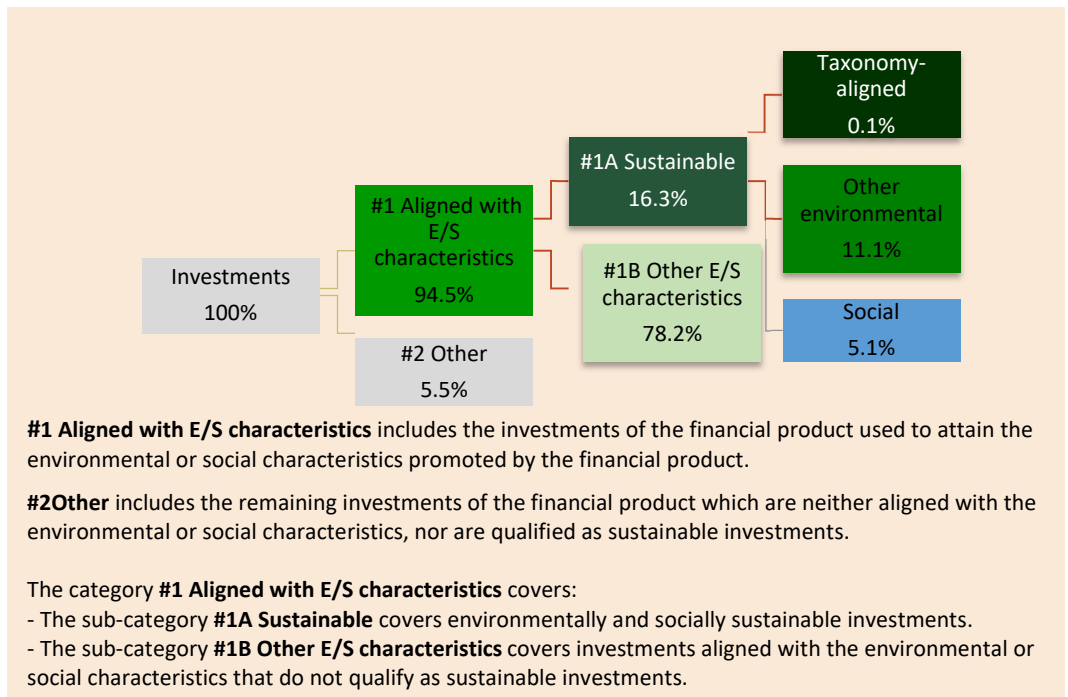 Taxonomy-
aligned
0.1%
#1A Sustainable
16.3%
Other
environmental
11.1%
#1 Aligned with
E/S
characteristics
94.5%
#1B Other E/S
characteristics
78.2%
Investments
100%
Social
5.1%
#2 Other
5.5%
#1 Aligned with E/S characteristics includes the investments of the financial product used to attain the
environmental or social characteristics promoted by the financial product.
#2Other includes the remaining investments of the financial product which are neither aligned with the
environmental or social characteristics, nor are qualified as sustainable investments.
The category #1 Aligned with E/S characteristics covers:
- The sub-category #1A Sustainable covers environmentally and socially sustainable investments.
- The sub-category #1B Other E/S characteristics covers investments aligned with the environmental or
social characteristics that do not qualify as sustainable investments.